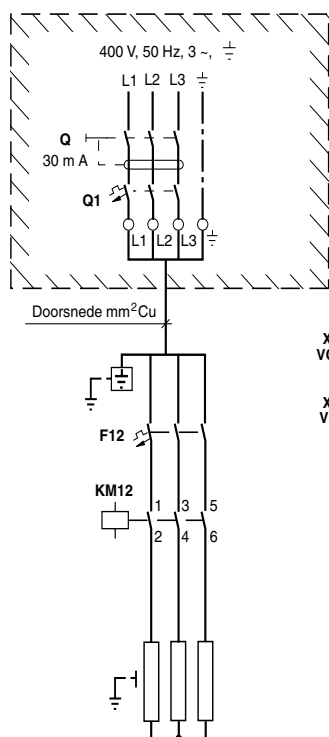 400 V, 50 Hz, 3 ~,
L1 L2 L3
Q
30 m A
Q1
L1 L2 L3
Doorsnede mm²Cu
X
VC
X
V
F12
KM12
1 3 5
2 4 6